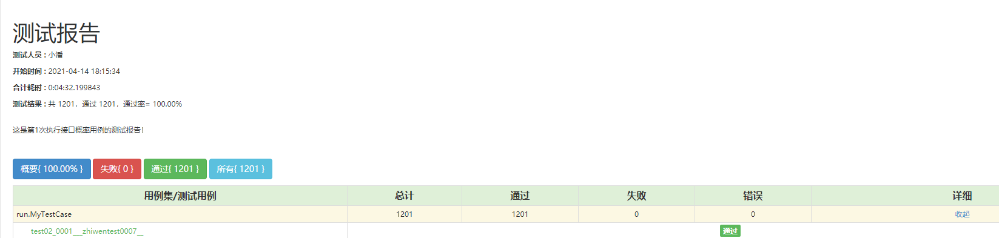 测试报告
测试人员 : 小潘
开始时间 : 2021-04-14 18:15:34
合计耗时 : 0:04:32.199843
测试结果 : 共 1201，通过 1201，通过率= 100.00%
这是第1次执行接口概率用例的测试报告!
概要{ 100.00% } 失败{ 0 } 通过{ 1201 } 所有{ 1201 }
用例集/测试用例 总计 通过 失败 错误 详细
run.MyTestCase 1201 1201 0 0 收起
test02_0001___zhiwentest0007__ 通过